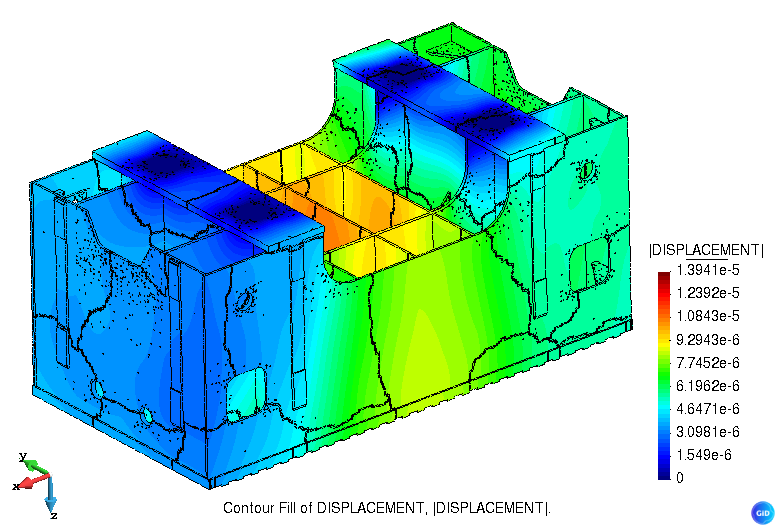 |DISPLACEMENT|
1.3941e-5
1.2392e-5
1.0843e-5
9.2943e-6
7.7452e-6
6.1962e-6
4.6471e-6
3.0981e-6
1.549e-6
0
y
x
z
Contour Fill of DISPLACEMENT, |DISPLACEMENT|.
GiD